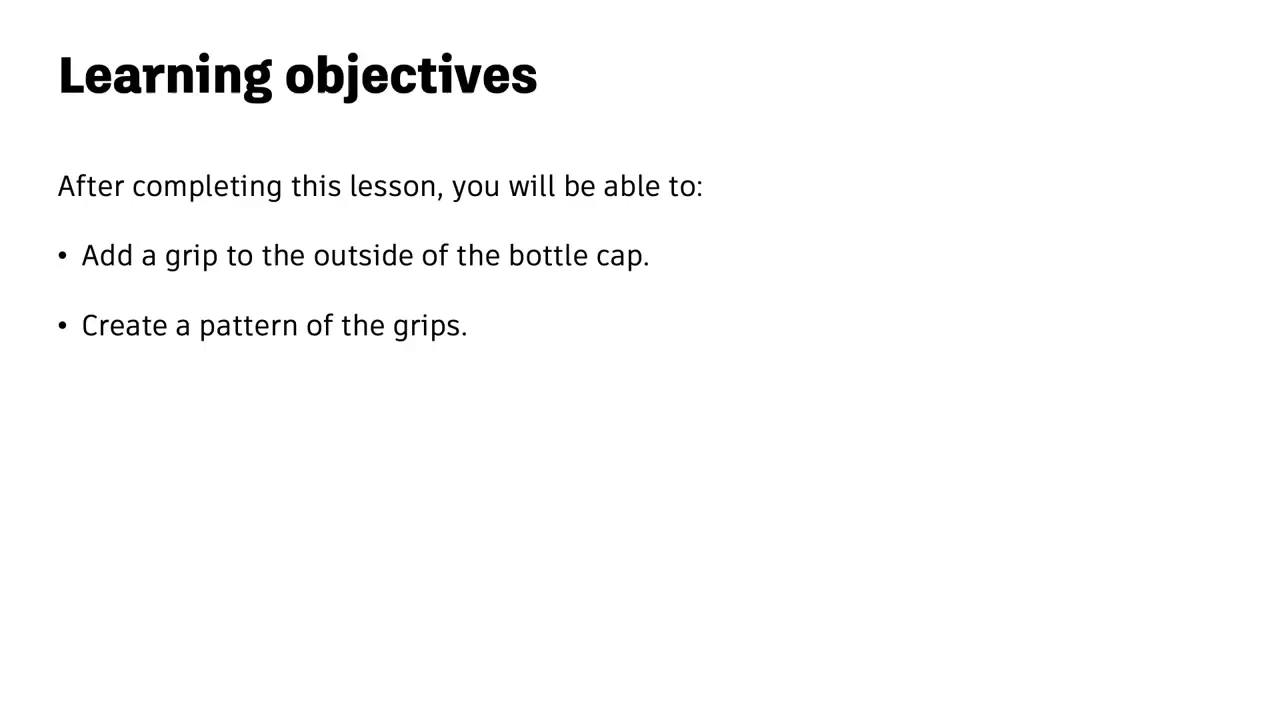 Learning objectives
After completing this lesson, you will be able to:
• Add a grip to the outside of the bottle cap.
• Create a pattern of the grips.